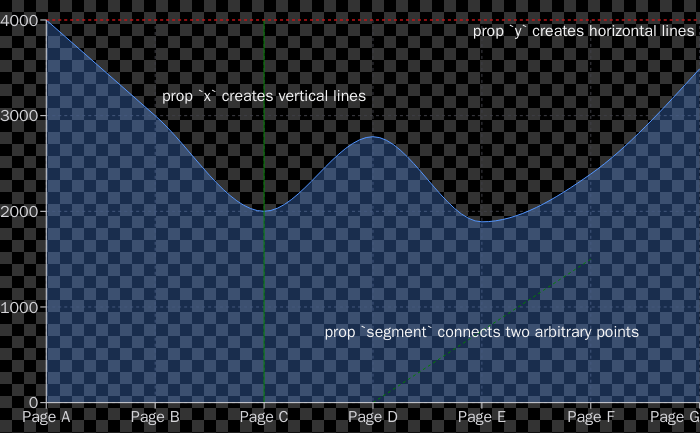 4000
prop `y` creates horizontal lines
prop `x` creates vertical lines
3000
2000
1000
prop `segment` connects two arbitrary points
0
Page A Page B Page C Page D Page E Page F Page G